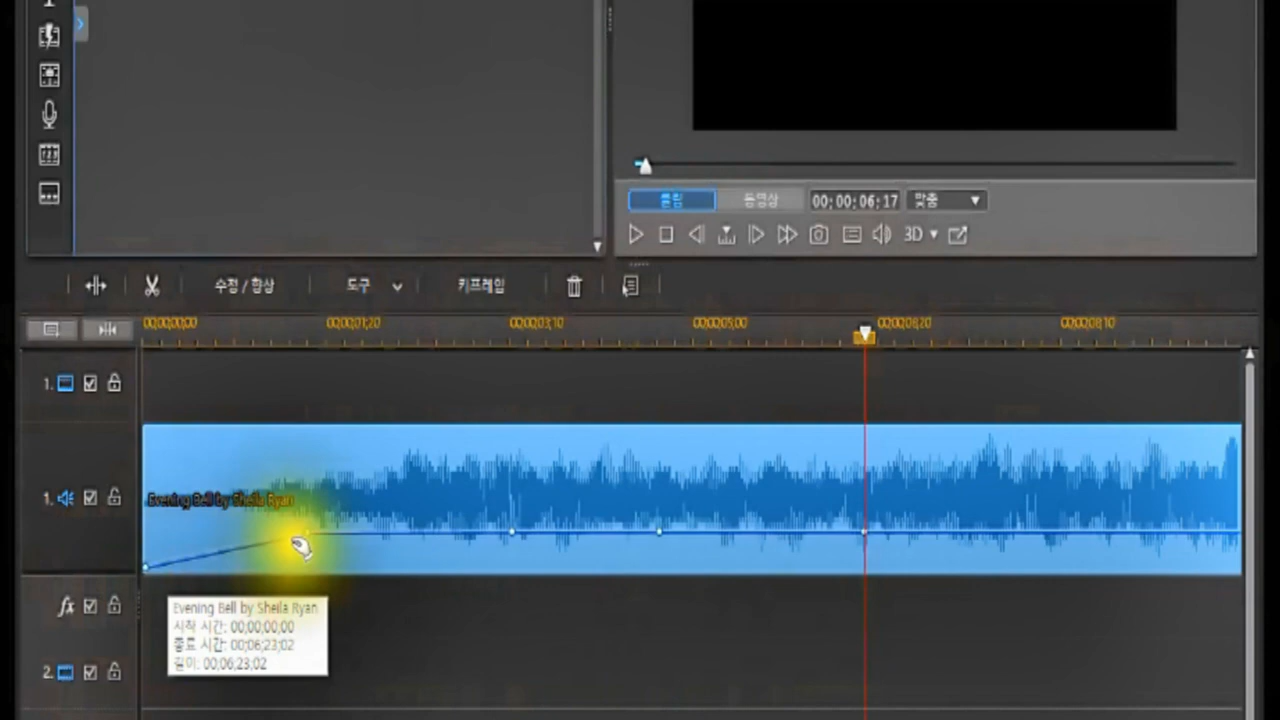 클립 동영상 00; 00; 06; 17 맞춤
3D
수정 / 향상 도구 키프레임
00;00;00;00 00;00;01;20 00;00;03;10 00;00;05;00 00;00;06;20 00;00;08;10
1.
1.
Evening Bell by Sheila Ryan
fx
Evening Bell by Sheila Ryan
시작 시간: 00;00;00;00
종료 시간: 00;06;23;02
길이: 00;06;23;02
2.